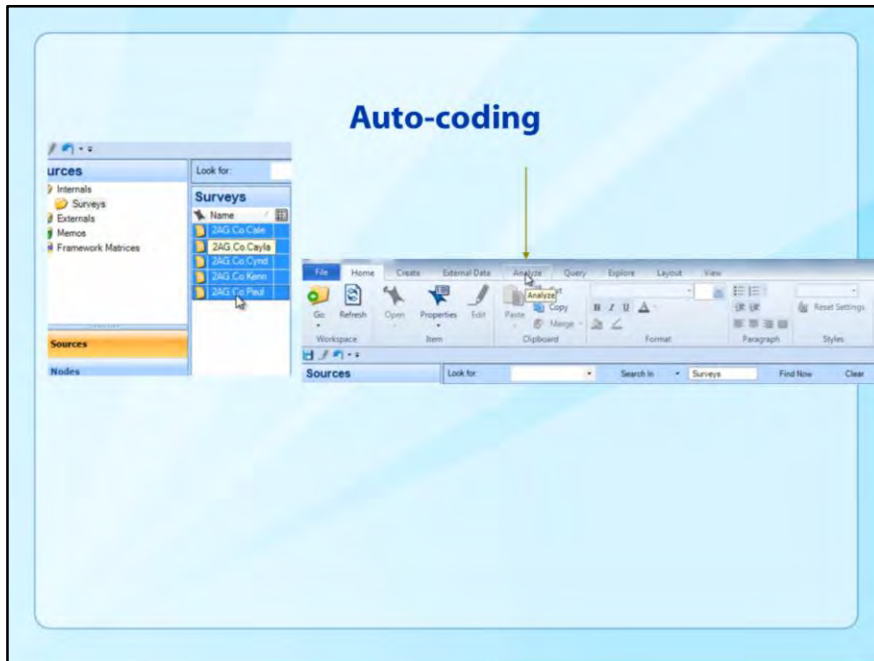 Auto-coding
urces
Internals
Surveys
Externals
Memos
Framework Matrices
Sources
Nodes
Look for:
Surveys
Name
2AG.Co.Cale
2AG.Co.Cayla
2AG.Co.Cynd
2AG.Co.Kenn
2AG.Co.Paul
File Home Create External Data Analyze Query Explore Layout View
Go Refresh Open Properties Edit Paste Analyze
Copy B I U A Reset Settings
Merge
Workspace Item Clipboard Format Paragraph Styles
Sources Look for: Search In Surveys Find Now Clear